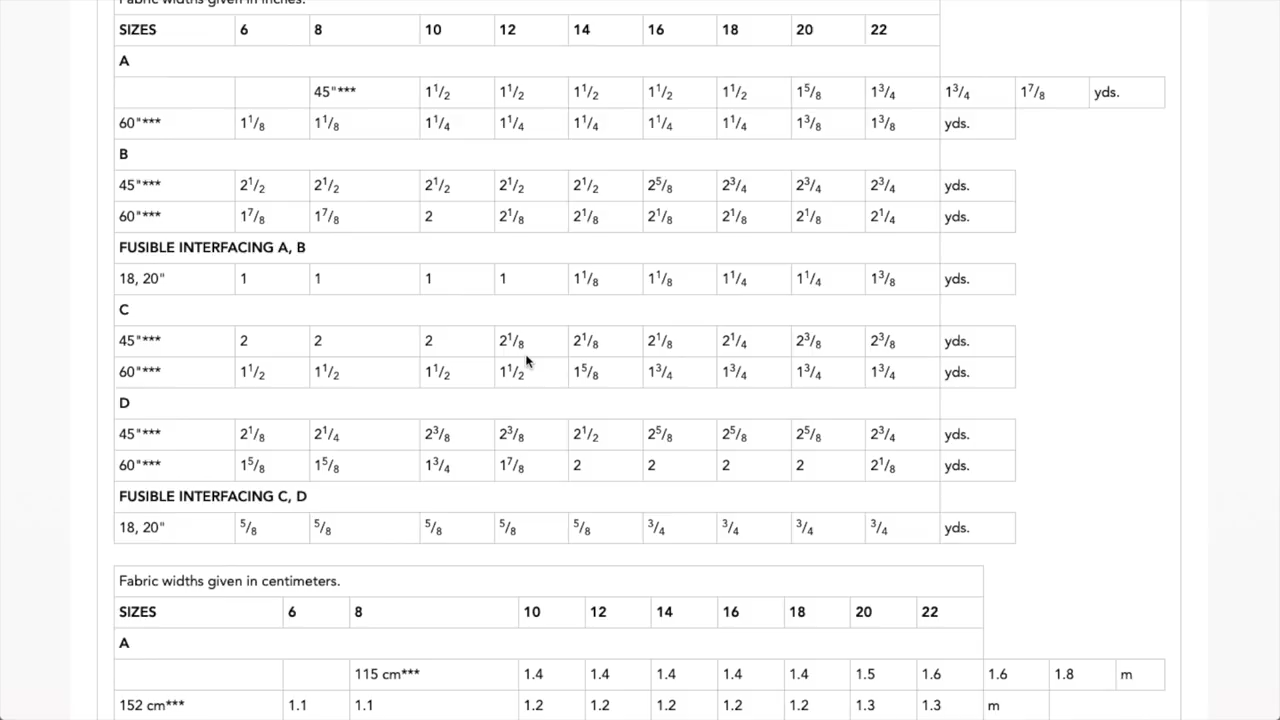 Fabric widths given in inches.
SIZES 6 8 10 12 14 16 18 20 22
A
45"*** 1 1/2 1 1/2 1 1/2 1 1/2 1 1/2 1 5/8 1 3/4 1 3/4 1 7/8 yds.
60"*** 1 1/8 1 1/8 1 1/4 1 1/4 1 1/4 1 1/4 1 1/4 1 3/8 1 3/8 yds.
B
45"*** 2 1/2 2 1/2 2 1/2 2 1/2 2 1/2 2 5/8 2 3/4 2 3/4 2 3/4 yds.
60"*** 1 7/8 1 7/8 2 2 1/8 2 1/8 2 1/8 2 1/8 2 1/8 2 1/4 yds.
FUSIBLE INTERFACING A, B
18, 20" 1 1 1 1 1 1/8 1 1/8 1 1/4 1 1/4 1 3/8 yds.
C
45"*** 2 2 2 2 1/8 2 1/8 2 1/8 2 1/4 2 3/8 2 3/8 yds.
60"*** 1 1/2 1 1/2 1 1/2 1 1/2 1 5/8 1 3/4 1 3/4 1 3/4 1 3/4 yds.
D
45"*** 2 1/8 2 1/4 2 3/8 2 3/8 2 1/2 2 5/8 2 5/8 2 5/8 2 3/4 yds.
60"*** 1 5/8 1 5/8 1 3/4 1 7/8 2 2 2 2 2 1/8 yds.
FUSIBLE INTERFACING C, D
18, 20" 5/8 5/8 5/8 5/8 5/8 3/4 3/4 3/4 3/4 yds.
Fabric widths given in centimeters.
SIZES 6 8 10 12 14 16 18 20 22
A
115 cm*** 1.4 1.4 1.4 1.4 1.4 1.5 1.6 1.6 1.8 m
152 cm*** 1.1 1.1 1.2 1.2 1.2 1.2 1.2 1.3 1.3 m